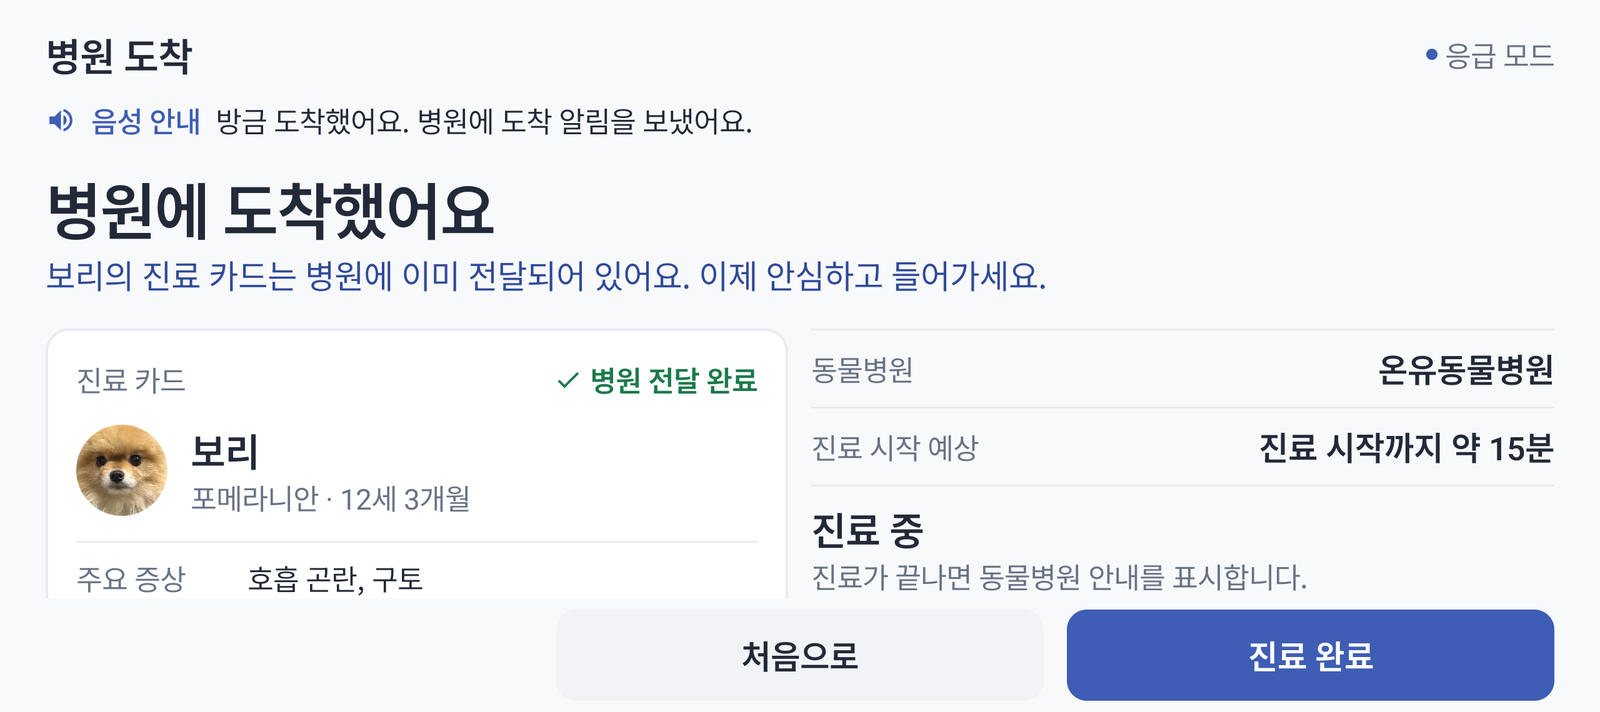 병원 도착
응급 모드
음성 안내 방금 도착했어요. 병원에 도착 알림을 보냈어요.
병원에 도착했어요
보리의 진료 카드는 병원에 이미 전달되어 있어요. 이제 안심하고 들어가세요.
진료 카드
병원 전달 완료
보리
포메라니안 · 12세 3개월
주요 증상 호흡 곤란, 구토
동물병원 온유동물병원
진료 시작 예상 진료 시작까지 약 15분
진료 중
진료가 끝나면 동물병원 안내를 표시합니다.
처음으로
진료 완료